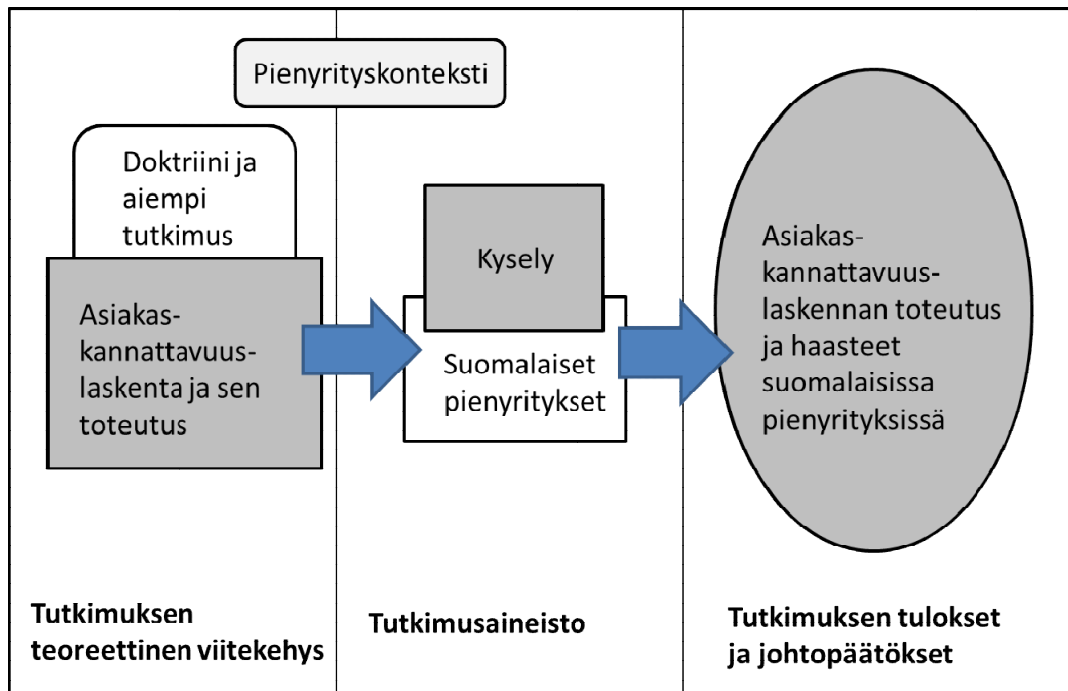 Pienyrityskonteksti
Doktriini ja
aiempi
tutkimus
Asiakas-
kannattavuus-
laskenta ja sen
toteutus
Kysely
Suomalaiset
pienyritykset
Asiakas-
kannattavuus-
laskennan toteutus
ja haasteet
suomalaisissa
pienyrityksissä
Tutkimuksen
teoreettinen viitekehys
Tutkimusaineisto
Tutkimuksen tulokset
ja johtopäätökset